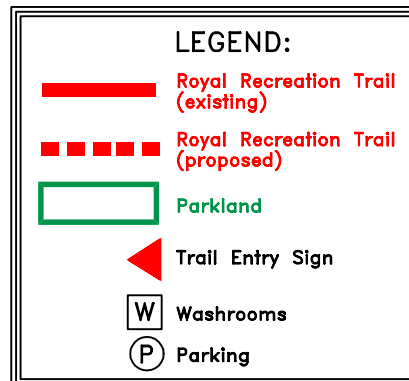 LEGEND:
Royal Recreation Trail
(existing)
Royal Recreation Trail
(proposed)
Parkland
Trail Entry Sign
W Washrooms
P Parking